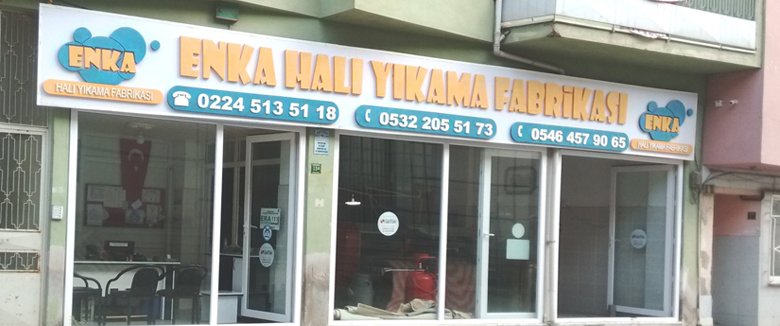 ENKA
HALI YIKAMA FABRİKASI
ENKA HALI YIKAMA FABRİKASI
0224 513 51 18
0532 205 51 73
0546 457 90 65
ENKA
HALI YIKAMA FABRİKASI